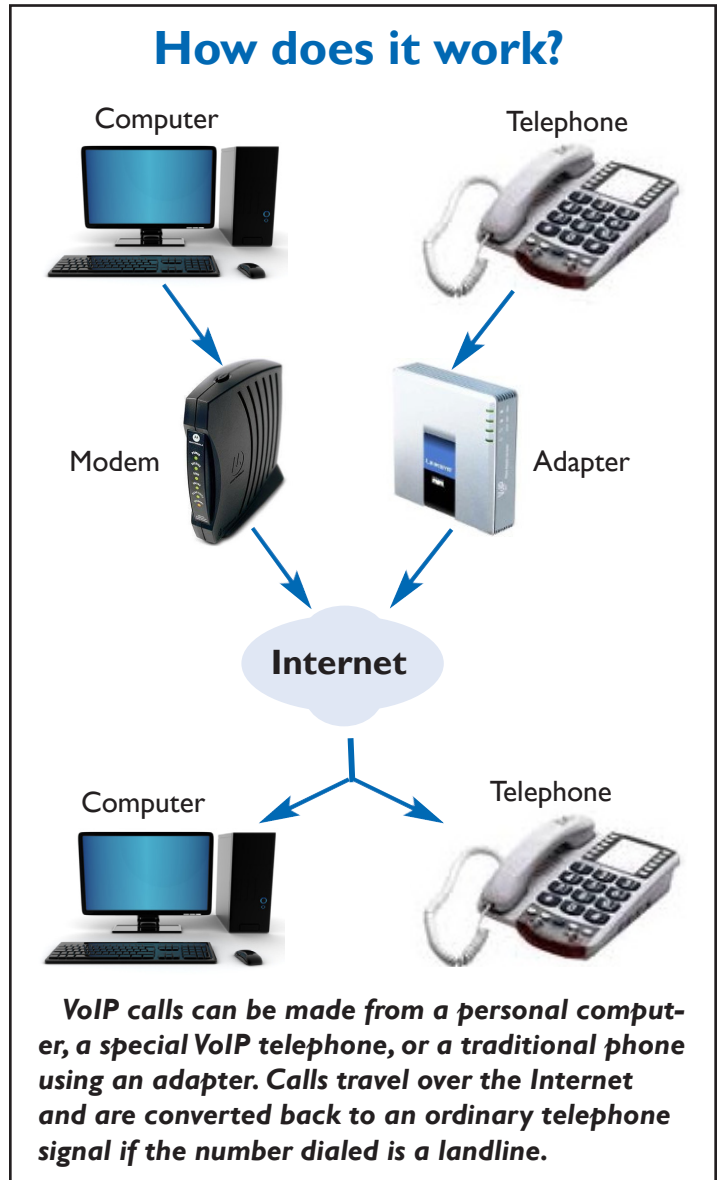 How does it work?
Computer
Telephone
Modem
Adapter
Internet
Computer
Telephone
VoIP calls can be made from a personal comput-
er, a special VoIP telephone, or a traditional phone
using an adapter. Calls travel over the Internet
and are converted back to an ordinary telephone
signal if the number dialed is a landline.